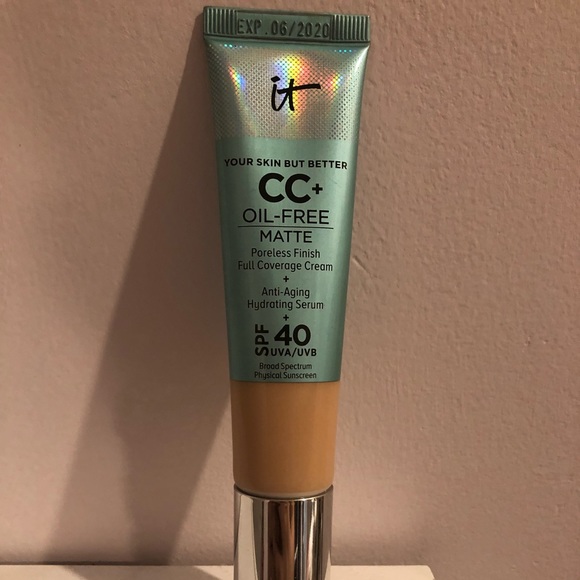 EXP. 06/2020
it
YOUR SKIN BUT BETTER
CC+
OIL-FREE
MATTE
Poreless Finish
Full Coverage Cream
+
Anti-Aging
Hydrating Serum
+
SPF 40
UVA/UVB
Broad Spectrum
Physical Sunscreen